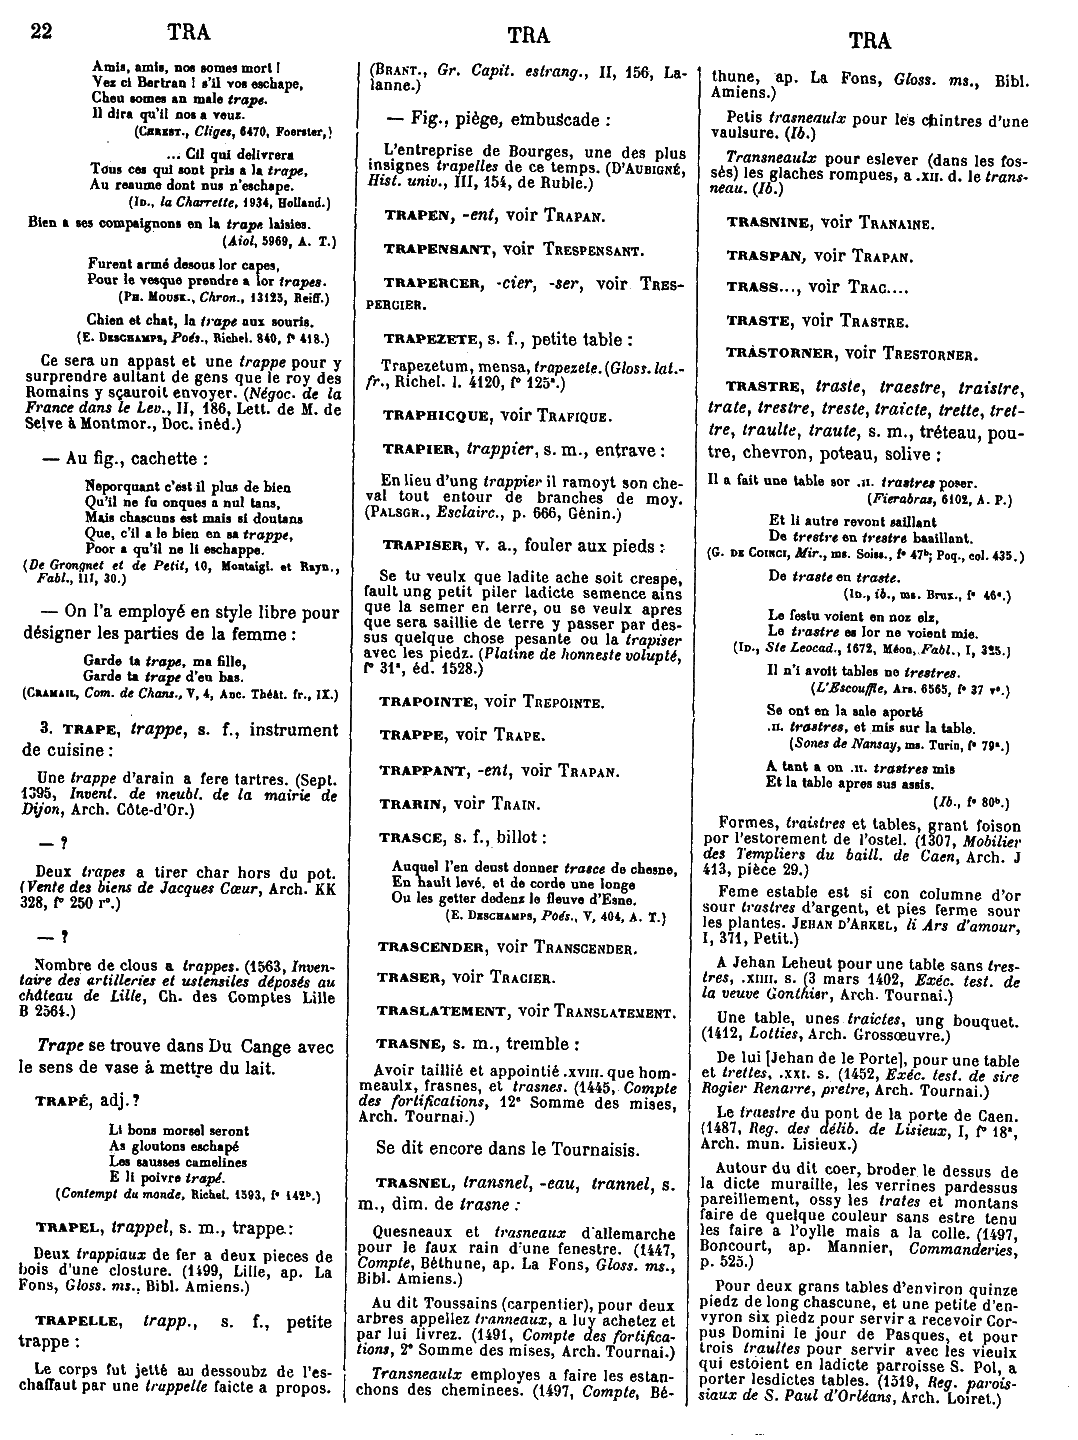 22
TRA
TRA
TRA
Amis, amis, nos somes mort !
Vez ci Bertran ! s'il vos eschape,
Cheu somes an male trape.
Il dira qu'il nos a veuz.
(CHREST., Cliges, 6470, Foerster.)
... Cil qui delivrera
Tous ces qui sont pris a la trape,
Au resume dont nus n'eschape.
(ID., la Charrette, 1934, Holland.)
Bien a ses compaignons en la trape laisies.
(Aiol, 5969, A. T.)
Furent armé desous lor capes,
Pour le vesque prendre a lor trapes.
(PH. MOUSK., Chron., 13123, Reiff.)
Chien et chat, la trape aux souris.
(E. DESCHAMPS, Poés., Richel. 840, f° 418.)
Ce sera un appast et une trappe pour y
surprendre aultant de gens que le roy des
Romains y sçauroit envoyer. (Négoc. de la
France dans le Lev., II, 186, Lett. de M. de
Selve à Montmor., Doc. inéd.)
— Au fig., cachette :
Neporquant c'est il plus de bien
Qu'il ne fu onques a nul tans,
Mais chascuns est mais si doutans
Que, c'il a le bien en sa trappe,
Poor a qu'il ne li eschappe.
(De Grongnet et de Petit, 10, Montaigl. et Rayn.,
Fabl., III, 30.)
— On l'a employé en style libre pour
désigner les parties de la femme :
Garde ta trape, ma fille,
Garde ta trape d'en bas.
(CRAMAIL, Com. de Chans., V, 4, Anc. Théât. fr., IX.)
3. TRAPE, trappe, s. f., instrument
de cuisine :
Une trappe d'arain a fere tartres. (Sept.
1395, Invent. de meubl. de la mairie de
Dijon, Arch. Côte-d'Or.)
— ?
Deux trapes a tirer char hors du pot.
(Vente des biens de Jacques Cœur, Arch. KK
328, f° 250 r°.)
— ?
Nombre de clous a trappes. (1563, Inven-
taire des artilleries et ustensiles déposés au
château de Lille, Ch. des Comptes Lille
B 2564.)
Trape se trouve dans Du Cange avec
le sens de vase à mettre du lait.
TRAPÉ, adj. ?
Li bons morsel seront
As gloutons eschapé
Les sausses camelines
E li poivre trapé.
(Contempt du monde, Richel. 1593, f° 142b.)
TRAPEL, trappel, s. m., trappe :
Deux trappiaux de fer a deux pieces de
bois d'une closture. (1499, Lille, ap. La
Fons, Gloss. ms., Bibl. Amiens.)
TRAPELLE, trapp., s. f., petite
trappe :
Le corps fut jetté au dessoubz de l'es-
chaffaut par une trappelle faicte a propos.
(BRANT., Gr. Capit. estrang., II, 156, La-
lanne.)
— Fig., piège, embuscade :
L'entreprise de Bourges, une des plus
insignes trapelles de ce temps. (D'AUBIGNÉ,
Hist. univ., III, 154, de Ruble.)
TRAPEN, -ent, voir TRAPAN.
TRAPENSANT, voir TRESPENSANT.
TRAPERCER, -cier, -ser, voir TRES-
PERCIER.
TRAPEZETE, s. f., petite table :
Trapezetum, mensa, trapezete. (Gloss. lat.-
fr., Richel. l. 4120, f° 125a.)
TRAPHICQUE, voir TRAFIQUE.
TRAPIER, trappier, s. m., entrave :
En lieu d'ung trappier il ramoyt son che-
val tout entour de branches de moy.
(PALSGR., Esclairc., p. 666, Génin.)
TRAPISER, v. a., fouler aux pieds :
Se tu veulx que ladite ache soit crespe,
fault ung petit piler ladicte semence ains
que la semer en terre, ou se veulx apres
que sera saillie de terre y passer par des-
sus quelque chose pesante ou la trapiser
avec les piedz. (Platine de honneste volupté,
f° 31a, éd. 1528.)
TRAPOINTE, voir TREPOINTE.
TRAPPE, voir TRAPE.
TRAPPANT, -ent, voir TRAPAN.
TRARIN, voir TRAIN.
TRASCE, s. f., billot :
Auquel l'en deust donner trasce de chesne,
En hault levé, et de corde une longe
Ou les getter dedenz le fleuve d'Esne.
(E. DESCHAMPS, Poés., V, 404, A. T.)
TRASCENDER, voir TRANSCENDER.
TRASER, voir TRACIER.
TRASLATEMENT, voir TRANSLATEMENT.
TRASNE, s. m., tremble :
Avoir taillié et appointié .XVIII. que hom-
meaulx, frasnes, et trasnes. (1445, Compte
des fortifications, 12e Somme des mises,
Arch. Tournai.)
Se dit encore dans le Tournaisis.
TRASNEL, transnel, -eau, trannel, s.
m., dim. de trasne :
Quesneaux et trasneaux d'allemarche
pour le faux rain d'une fenestre. (1447,
Compte, Béthune, ap. La Fons, Gloss. ms.,
Bibl. Amiens.)
Au dit Toussains (carpentier), pour deux
arbres appellez tranneaux, a luy achetez et
par lui livrez. (1491, Compte des fortifica-
tions, 2e Somme des mises, Arch. Tournai.)
Transneaulx employes a faire les estan-
chons des cheminees. (1497, Compte, Bé-
thune, ap. La Fons, Gloss. ms., Bibl.
Amiens.)
Petis trasneaulx pour les chintres d'une
vaulsure. (Ib.)
Transneaulx pour eslever (dans les fos-
sés) les glaches rompues, a .XII. d. le trans-
neau. (Ib.)
TRASNINE, voir TRANAINE.
TRASPAN, voir TRAPAN.
TRASS..., voir TRAC....
TRASTE, voir TRASTRE.
TRASTORNER, voir TRESTORNER.
TRASTRE, traste, traestre, traistre,
trate, trestre, treste, traicte, trette, tret-
tre, traulte, traute, s. m., tréteau, pou-
tre, chevron, poteau, solive :
Il a fait une table sor .II. trastres poser.
(Fierabras, 6102, A. P.)
Et li autre revont saillant
De trestre en trestre baaillant.
(G. DE COINCI, Mir., ms. Soiss., f° 47b; Poq., col. 435.)
De traste en traste.
(ID., ib., ms. Brux., f° 46a.)
Le festu voient en noz elz,
Le trastre es lor ne voient mie.
(ID., Ste Leocad., 1672, Méon, Fabl., I, 325.)
Il n'i avoit tables ne trestres.
(L'Escouffle, Ars. 6565, f° 37 v°.)
Se ont en la sale aporté
.II. trastres, et mis sur la table.
(Sones de Nansay, ms. Turin, f° 79a.)
A tant a on .II. trastres mis
Et la table apres sus assis.
(Ib., f° 80b.)
Formes, traistres et tables, grant foison
por l'estorement de l'ostel. (1307, Mobilier
des Templiers du baill. de Caen, Arch. J
413, pièce 29.)
Feme estable est si con columne d'or
sour trastres d'argent, et pies ferme sour
les plantes. JEHAN D'ARKEL, li Ars d'amour,
I, 371, Petit.)
A Jehan Leheut pour une table sans tres-
tres, .XIIII. s. (3 mars 1402, Exéc. test. de
la veuve Gonthier, Arch. Tournai.)
Une table, unes traictes, ung bouquet.
(1412, Lotties, Arch. Grossœuvre.)
De lui [Jehan de le Porte], pour une table
et trettes, .XXI. s. (1452, Exéc. test. de sire
Rogier Renarre, pretre, Arch. Tournai.)
Le traestre du pont de la porte de Caen.
(1487, Reg. des délib. de Lisieux, I, f° 18a,
Arch. mun. Lisieux.)
Autour du dit coer, broder le dessus de
la dicte muraille, les verrines pardessus
pareillement, ossy les trates et montans
faire de quelque couleur sans estre tenu
les faire a l'oylle mais a la colle. (1497,
Boncourt, ap. Mannier, Commanderies,
p. 525.)
Pour deux grans tables d'environ quinze
piedz de long chascune, et une petite d'en-
vyron six piedz pour servir a recevoir Cor-
pus Domini le jour de Pasques, et pour
trois traultes pour servir avec les vieulx
qui estoient en ladicte parroisse S. Pol, a
porter lesdictes tables. (1519, Reg. parois-
siaux de S. Paul d'Orléans, Arch. Loiret.)